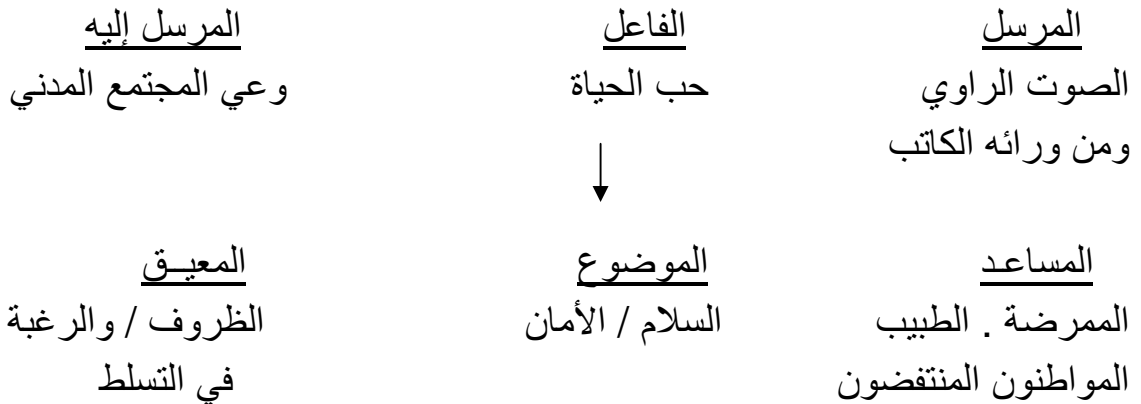 المرسل الفاعل المرسل إليه
الصوت الراوي حب الحياة وعي المجتمع المدني
ومن ورائه الكاتب
المساعد الموضوع المعيــق
الممرضة . الطبيب السلام / الأمان الظروف / والرغبة
المواطنون المنتفضون في التسلط